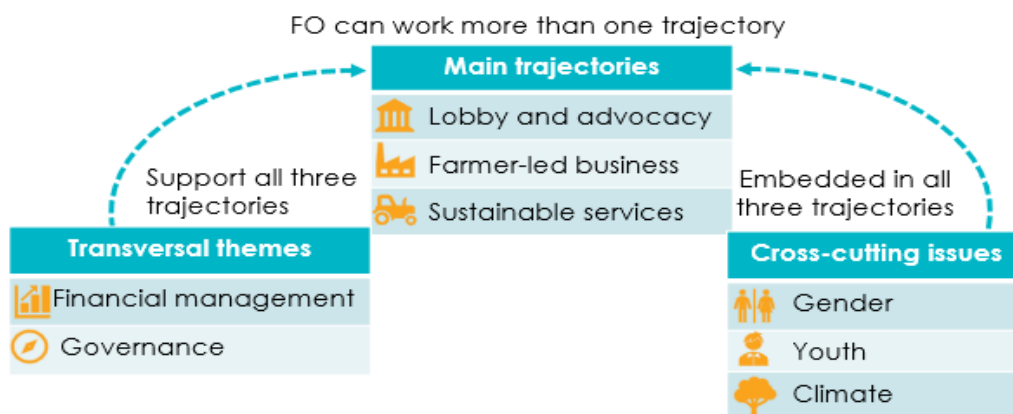 FO can work more than one trajectory
Main trajectories
Lobby and advocacy
Farmer-led business
Sustainable services
Support all three
trajectories
Transversal themes
Financial management
Governance
Embedded in all
three trajectories
Cross-cutting issues
Gender
Youth
Climate